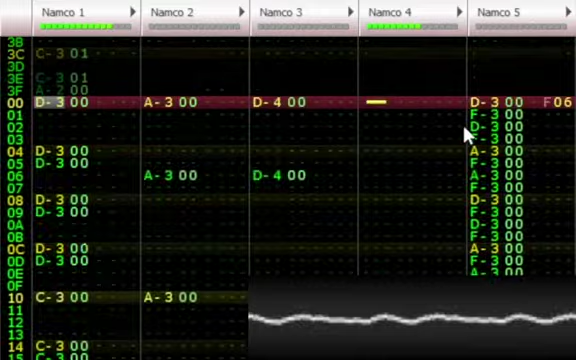 Namco 1 Namco 2 Namco 3 Namco 4 Namco 5
3B
3C C-3 01
3D
3E C-3 01
3F A-2 00
00 D-3 00 A-3 00 D-4 00 D-3 00 F06
01 F-3 00
02 D-3 00
03 F-3 00
04 D-3 00 A-3 00
05 D-3 00 F-3 00
06 A-3 00 D-4 00 A-3 00
07 F-3 00
08 D-3 00 D-3 00
09 D-3 00 F-3 00
0A D-3 00
0B F-3 00
0C D-3 00 A-3 00
0D D-3 00 F-3 00
0E A-3 00
0F
10 C-3 00 A-3 00
11
12
13
14 C-3 00
15 C-3 00